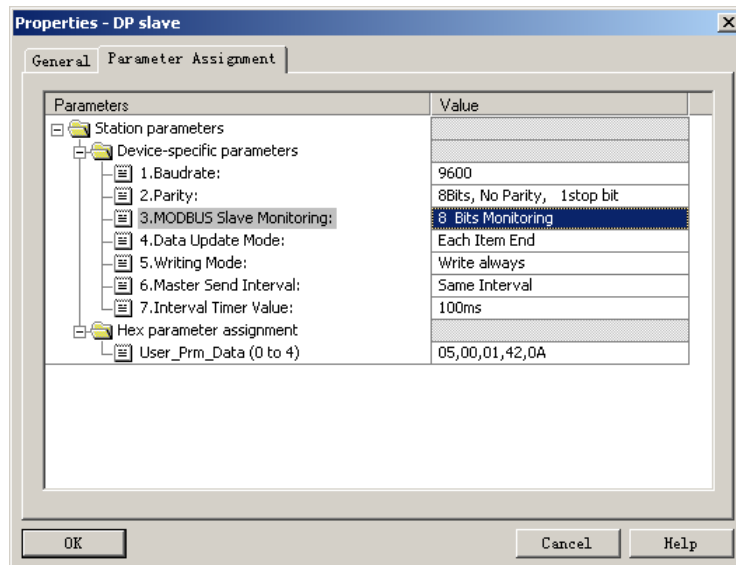 Properties - DP slave
General Parameter Assignment
Parameters Value
Station parameters
Device-specific parameters
1.Baudrate: 9600
2.Parity: 8Bits, No Parity, 1stop bit
3.MODBUS Slave Monitoring: 8 Bits Monitoring
4.Data Update Mode: Each Item End
5.Writing Mode: Write always
6.Master Send Interval: Same Interval
7.Interval Timer Value: 100ms
Hex parameter assignment
User_Prm_Data (0 to 4) 05,00,01,42,0A
OK Cancel Help